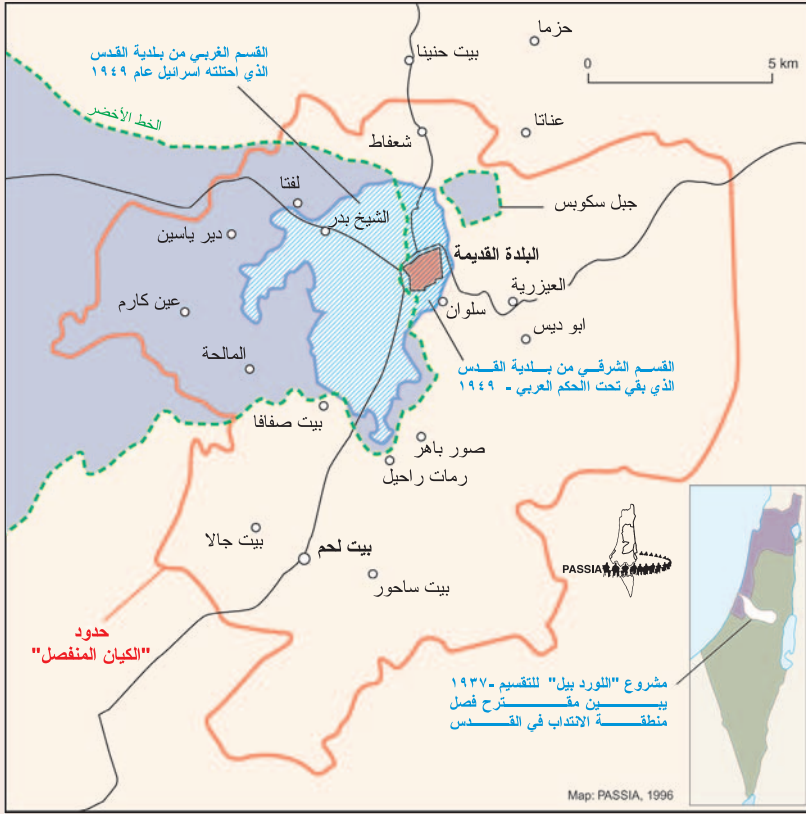 حزما
بيت حنينا
القسم الغربي من بلدية القدس
الذي احتلته اسرائيل عام ١٩٤٩
0
5 km
الخط الأخضر
عناتا
شعفاط
لفتا
جبل سكوبس
الشيخ بدر
دير ياسين
البلدة القديمة
العيزرية
سلوان
عين كارم
ابو ديس
المالحة
القسم الشرقي من بلدية القدس
الذي بقي تحت االحكم العربي - ١٩٤٩
بيت صفافا
صور باهر
رمات راحيل
بيت جالا
بيت لحم
PASSIA
بيت ساحور
حدود
"الكيان المنفصل"
مشروع "اللورد بيل" للتقسيم -١٩٣٧
يبين مقترح فصل
منطقة الانتداب في القدس
Map: PASSIA, 1996